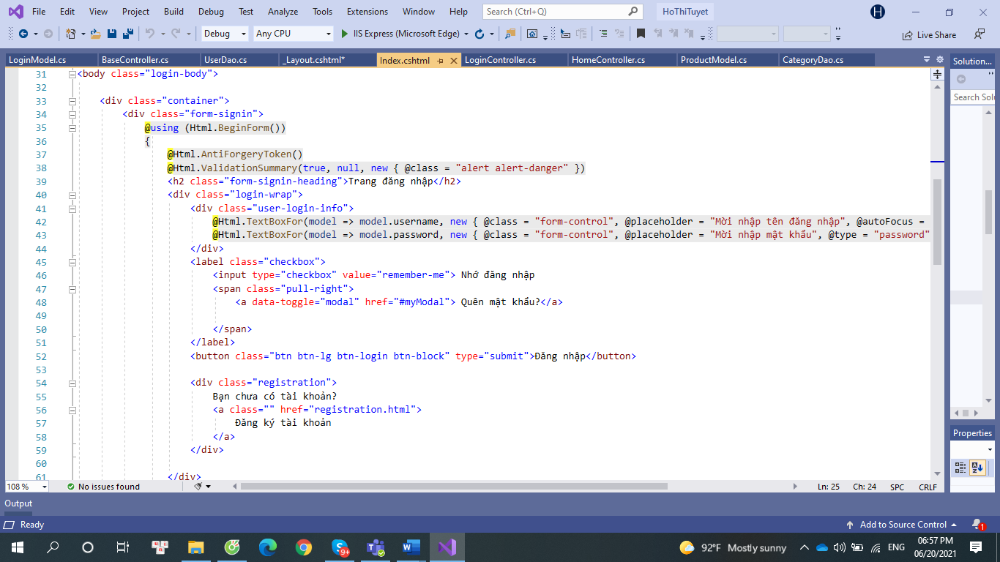 File Edit View Project Build Debug Test Analyze Tools Extensions Window Help Search (Ctrl+Q) HoThiTuyet H
Debug Any CPU IIS Express (Microsoft Edge) Live Share
LoginModel.cs BaseController.cs UserDao.cs _Layout.cshtml* Index.cshtml LoginController.cs HomeController.cs ProductModel.cs CategoryDao.cs Solution...
Search Solu
31 <body class="login-body">
32
33 <div class="container">
34 <div class="form-signin">
35 @using (Html.BeginForm())
36 {
37 @Html.AntiForgeryToken()
38 @Html.ValidationSummary(true, null, new { @class = "alert alert-danger" })
39 <h2 class="form-signin-heading">Trang đăng nhập</h2>
40 <div class="login-wrap">
41 <div class="user-login-info">
42 @Html.TextBoxFor(model => model.username, new { @class = "form-control", @placeholder = "Mời nhập tên đăng nhập", @autoFocus =
43 @Html.TextBoxFor(model => model.password, new { @class = "form-control", @placeholder = "Mời nhập mật khẩu", @type = "password"
44 </div>
45 <label class="checkbox">
46 <input type="checkbox" value="remember-me"> Nhớ đăng nhập
47 <span class="pull-right">
48 <a data-toggle="modal" href="#myModal"> Quên mật khẩu?</a>
49
50 </span>
51 </label>
52 <button class="btn btn-lg btn-login btn-block" type="submit">Đăng nhập</button>
53
54 <div class="registration">
55 Bạn chưa có tài khoản?
56 <a class="" href="registration.html">
57 Đăng ký tài khoản
58 </a>
59 </div>
60
61 </div>
Properties
108 % No issues found Ln: 25 Ch: 24 SPC CRLF
Output
Ready Add to Source Control 1
9+ 92°F Mostly sunny ENG 06:57 PM
06/20/2021